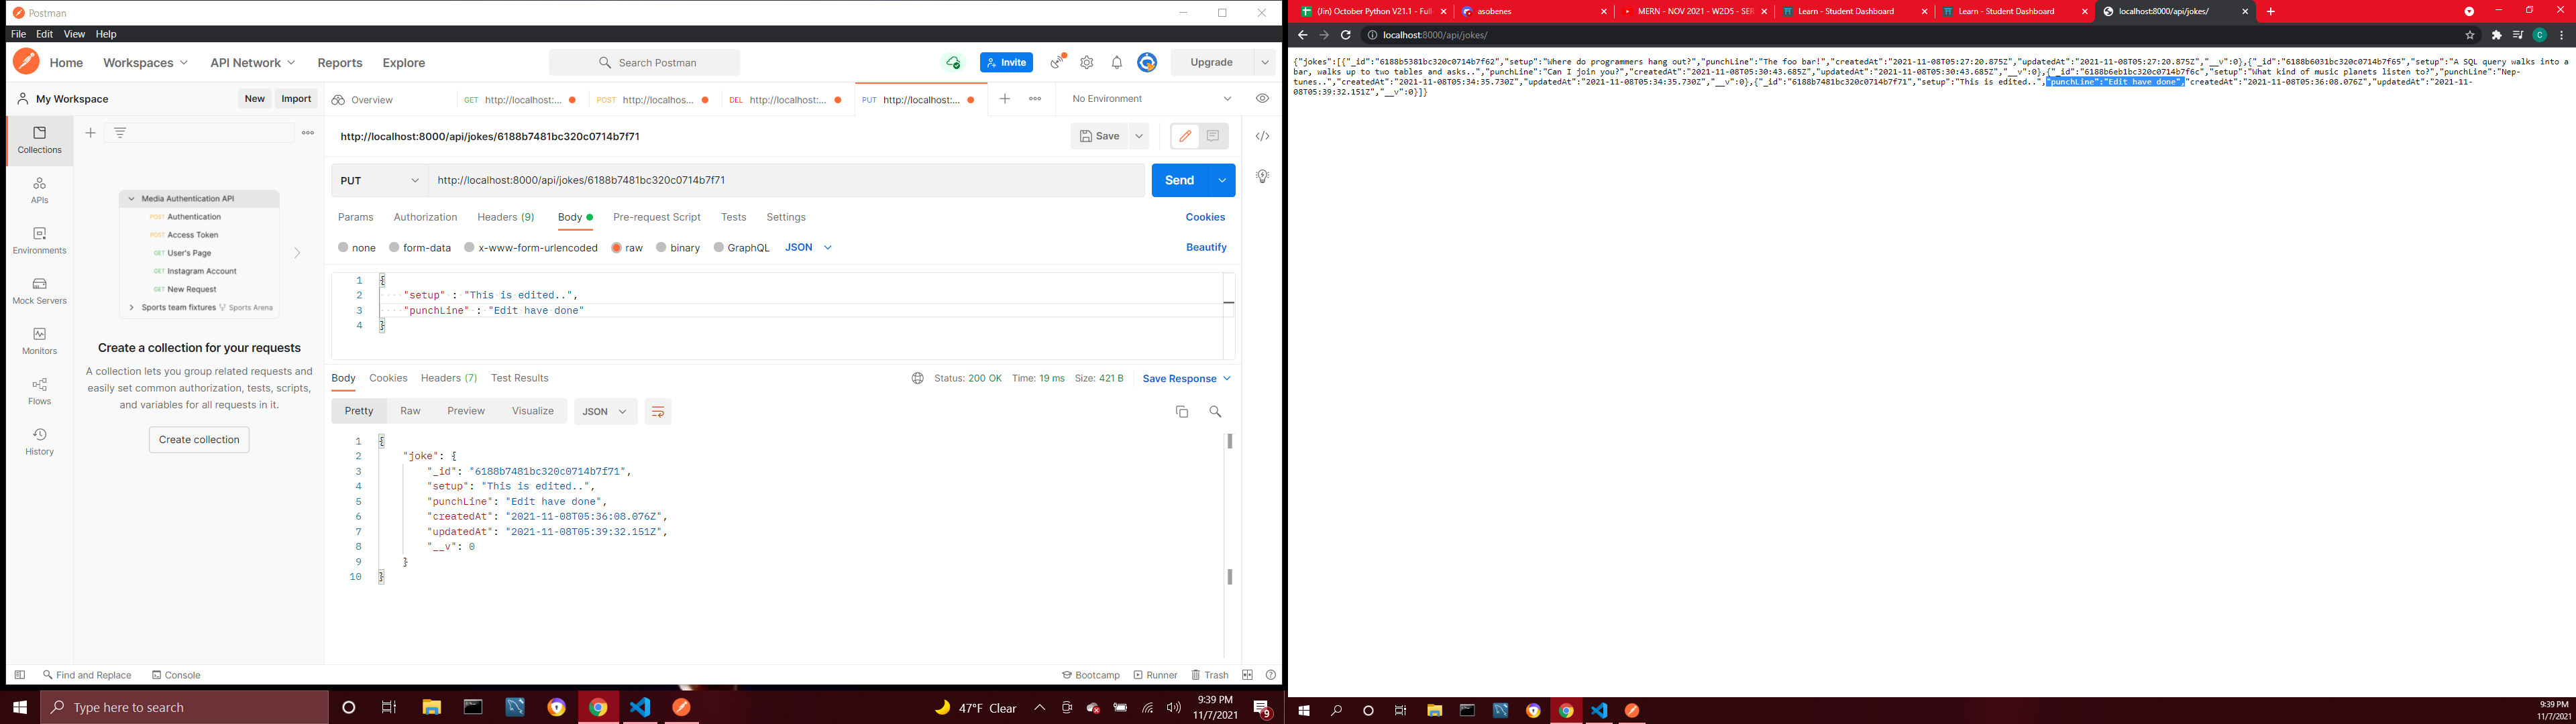 Postman
File Edit View Help
Home Workspaces API Network Reports Explore
Search Postman
Invite
Upgrade
My Workspace
New Import
Overview
GET http://localhost:...
POST http://localhost:...
DEL http://localhost:...
PUT http://localhost:...
No Environment
http://localhost:8000/api/jokes/6188b7481bc320c0714b7f71
Save
PUT http://localhost:8000/api/jokes/6188b7481bc320c0714b7f71
Send
Params Authorization Headers (9) Body Pre-request Script Tests Settings
Cookies
none form-data x-www-form-urlencoded raw binary GraphQL JSON
Beautify
1 {
2 "setup" : "This is edited..",
3 "punchLine" : "Edit have done"
4 }
Collections
APIs
Environments
Mock Servers
Monitors
Flows
History
Media Authentication API
POST Authentication
POST Access Token
GET User's Page
GET Instagram Account
GET New Request
Sports team fixtures Sports Arena
Create a collection for your requests
A collection lets you group related requests and
easily set common authorization, tests, scripts,
and variables for all requests in it.
Create collection
Body Cookies Headers (7) Test Results
Status: 200 OK Time: 19 ms Size: 421 B Save Response
Pretty Raw Preview Visualize JSON
1 {
2 "joke": {
3 "_id": "6188b7481bc320c0714b7f71",
4 "setup": "This is edited..",
5 "punchLine": "Edit have done",
6 "createdAt": "2021-11-08T05:36:08.076Z",
7 "updatedAt": "2021-11-08T05:39:32.151Z",
8 "__v": 0
9 }
10 }
Find and Replace Console
Bootcamp Runner Trash
Type here to search
47°F Clear
9:39 PM
11/7/2021
9
(Jin) October Python V21.1 - Full
asobenes
MERN - NOV 2021 - W2D5 - SER
Learn - Student Dashboard
Learn - Student Dashboard
localhost:8000/api/jokes/
localhost:8000/api/jokes/
C
{"jokes":[{"_id":"6188b5381bc320c0714b7f62","setup":"Where do programmers hang out?","punchLine":"The foo bar!","createdAt":"2021-11-08T05:27:20.875Z","updatedAt":"2021-11-08T05:27:20.875Z","__v":0},{"_id":"6188b6031bc320c0714b7f65","setup":"A SQL query walks into a
bar, walks up to two tables and asks..","punchLine":"Can I join you?","createdAt":"2021-11-08T05:30:43.685Z","updatedAt":"2021-11-08T05:30:43.685Z","__v":0},{"_id":"6188b6eb1bc320c0714b7f6c","setup":"What kind of music planets listen to?","punchLine":"Nep-
tunes..","createdAt":"2021-11-08T05:34:35.730Z","updatedAt":"2021-11-08T05:34:35.730Z","__v":0},{"_id":"6188b7481bc320c0714b7f71","setup":"This is edited..","punchLine":"Edit have done","createdAt":"2021-11-08T05:36:08.076Z","updatedAt":"2021-11-
08T05:39:32.151Z","__v":0}]}
9:39 PM
11/7/2021